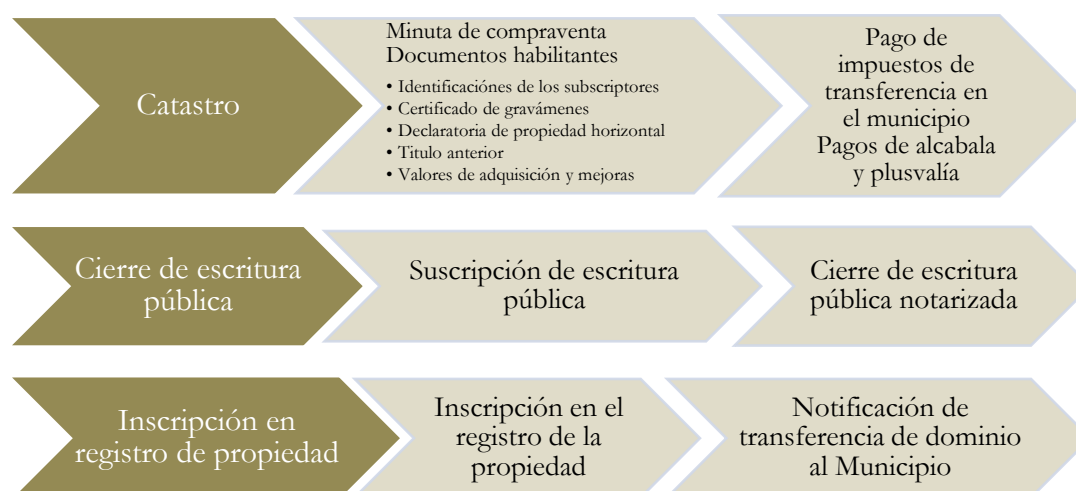 Catastro
Minuta de compraventa
Documentos habilitantes
• Identificaciónes de los subscriptores
• Certificado de gravámenes
• Declaratoria de propiedad horizontal
• Titulo anterior
• Valores de adquisición y mejoras
Pago de
impuestos de
transferencia en
el municipio
Pagos de alcabala
y plusvalía
Cierre de escritura
pública
Suscripción de escritura
pública
Cierre de escritura
pública notarizada
Inscripción en
registro de propiedad
Inscripción en el
registro de la
propiedad
Notificación de
transferencia de dominio
al Municipio